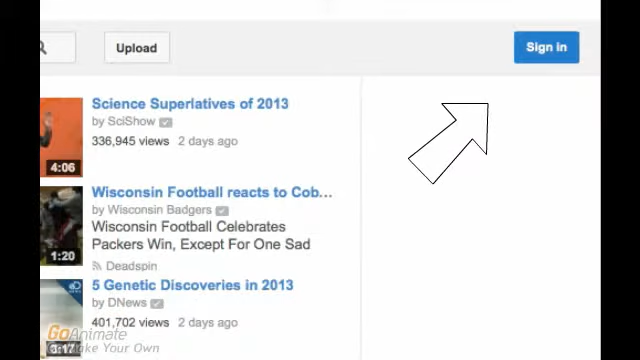 Upload
Sign in
Science Superlatives of 2013
by SciShow
336,945 views 2 days ago
4:06
Wisconsin Football reacts to Cob...
by Wisconsin Badgers
Wisconsin Football Celebrates
Packers Win, Except For One Sad
1:20
Deadspin
5 Genetic Discoveries in 2013
by DNews
401,702 views 2 days ago
GoAnimate
Make Your Own